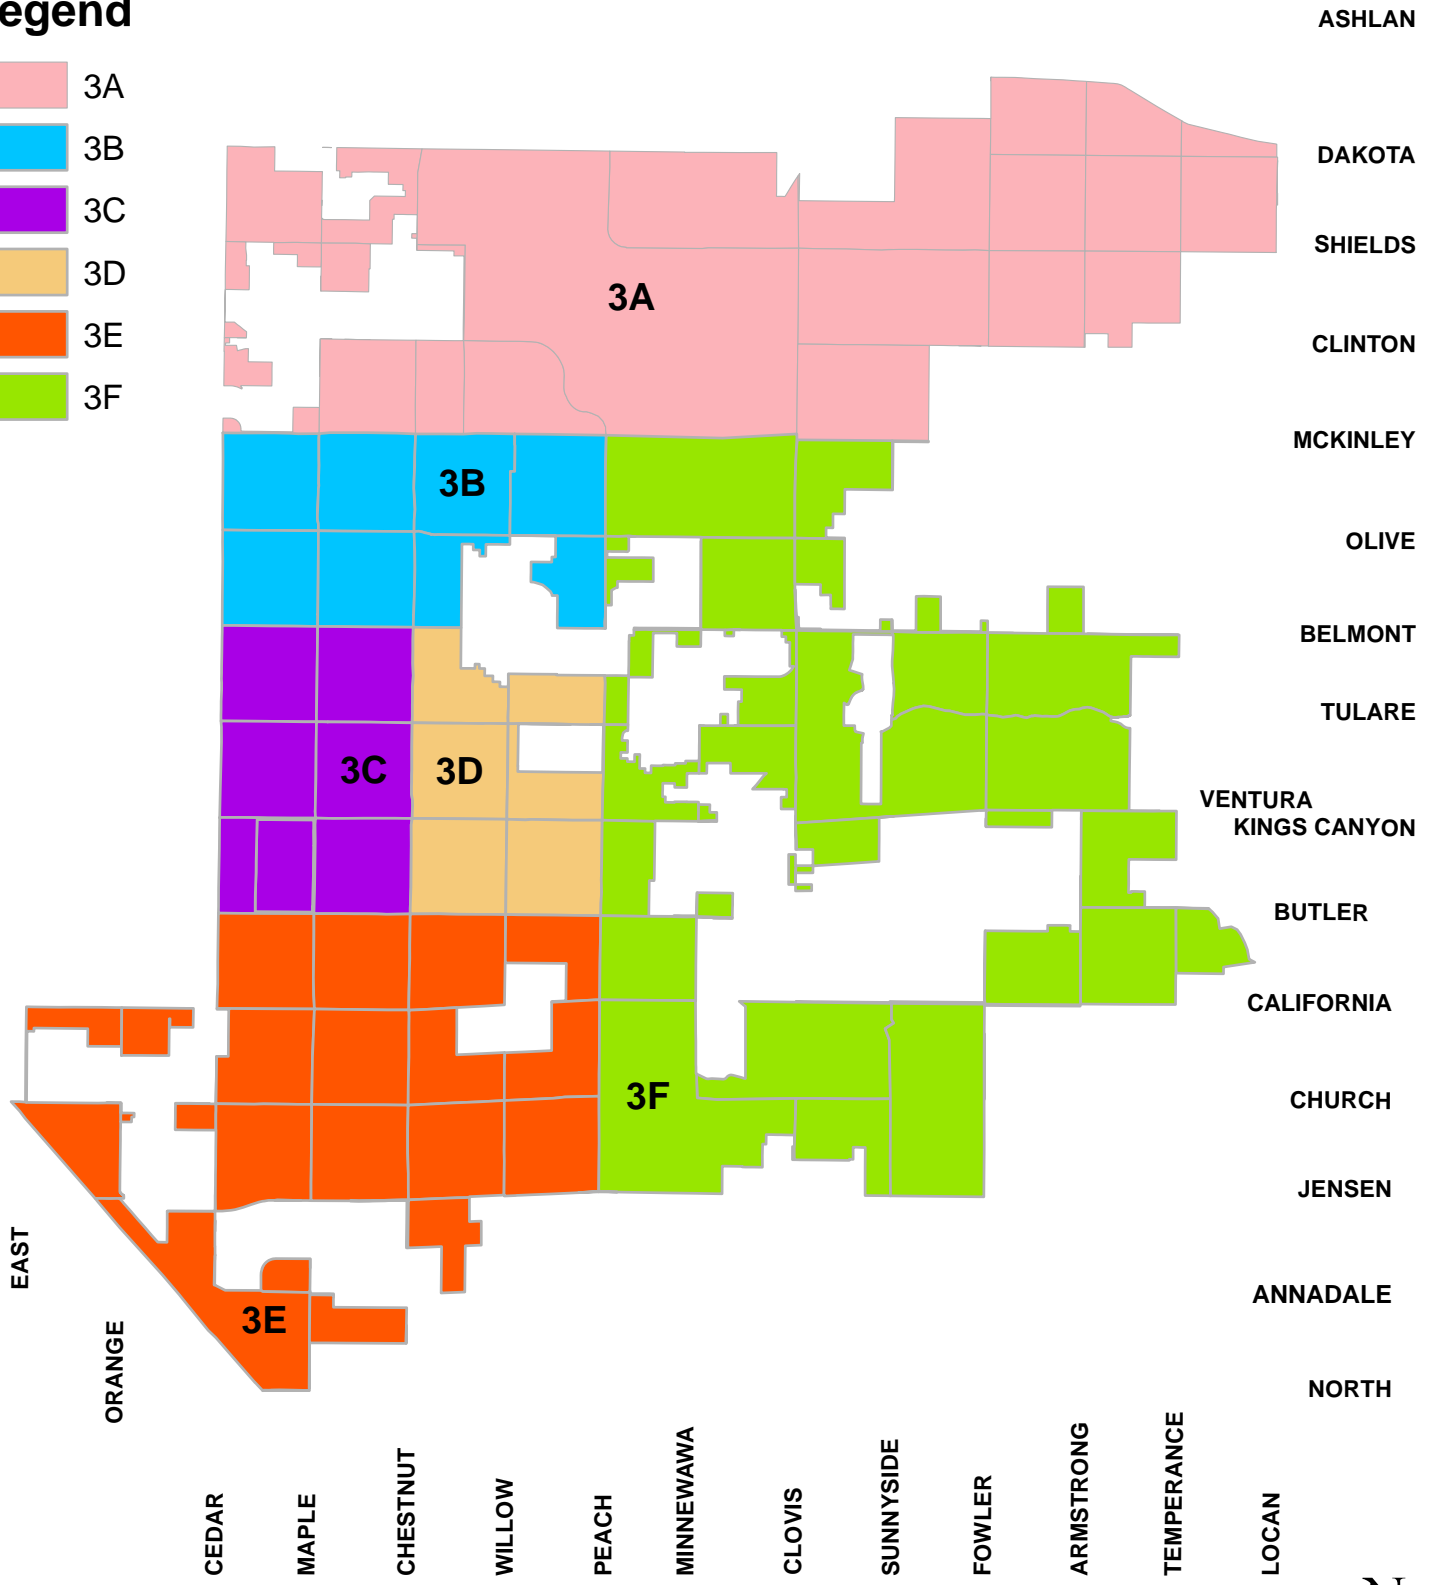 egend
ASHLAN
3A
3B
DAKOTA
3C
SHIELDS
3D
3A
3E
CLINTON
3F
MCKINLEY
3B
OLIVE
BELMONT
TULARE
3C
3D
VENTURA
KINGS CANYON
BUTLER
CALIFORNIA
3F
CHURCH
JENSEN
EAST
ANNADALE
3E
ORANGE
NORTH
CEDAR
MAPLE
CHESTNUT
WILLOW
PEACH
MINNEWAWA
CLOVIS
SUNNYSIDE
FOWLER
ARMSTRONG
TEMPERANCE
LOCAN
N